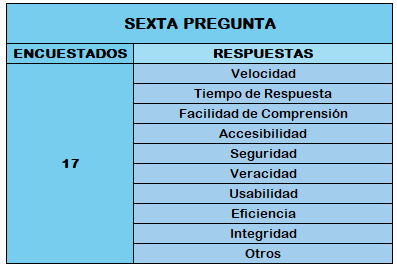 SEXTA PREGUNTA
ENCUESTADOS RESPUESTAS
Velocidad
Tiempo de Respuesta
Facilidad de Comprensión
Accesibilidad
Seguridad
17
Veracidad
Usabilidad
Eficiencia
Integridad
Otros